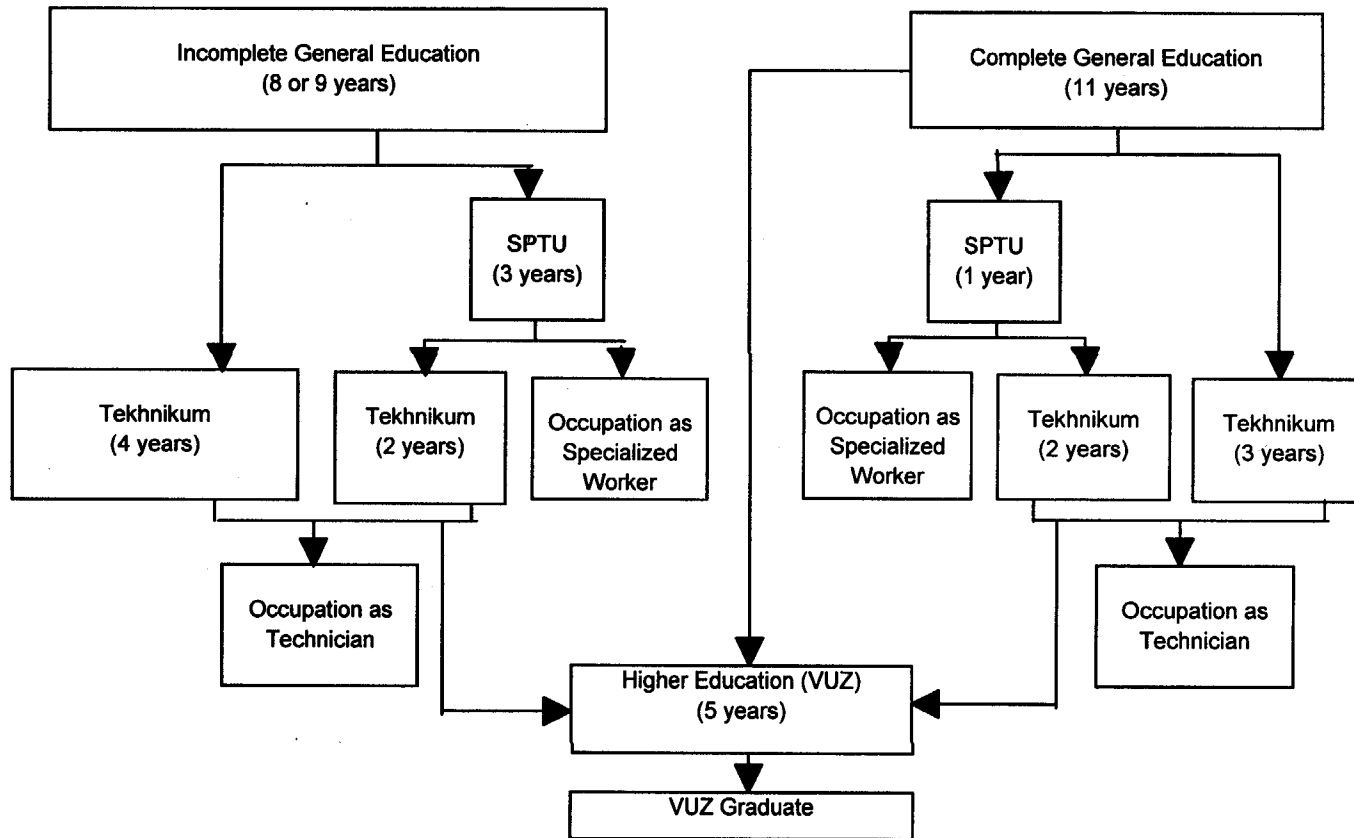 Incomplete General Education
(8 or 9 years)
Complete General Education
(11 years)
SPTU
(3 years)
SPTU
(1 year)
Tekhnikum
(4 years)
Tekhnikum
(2 years)
Occupation as
Specialized
Worker
Occupation as
Specialized
Worker
Tekhnikum
(2 years)
Tekhnikum
(3 years)
Occupation as
Technician
Occupation as
Technician
Higher Education (VUZ)
(5 years)
VUZ Graduate